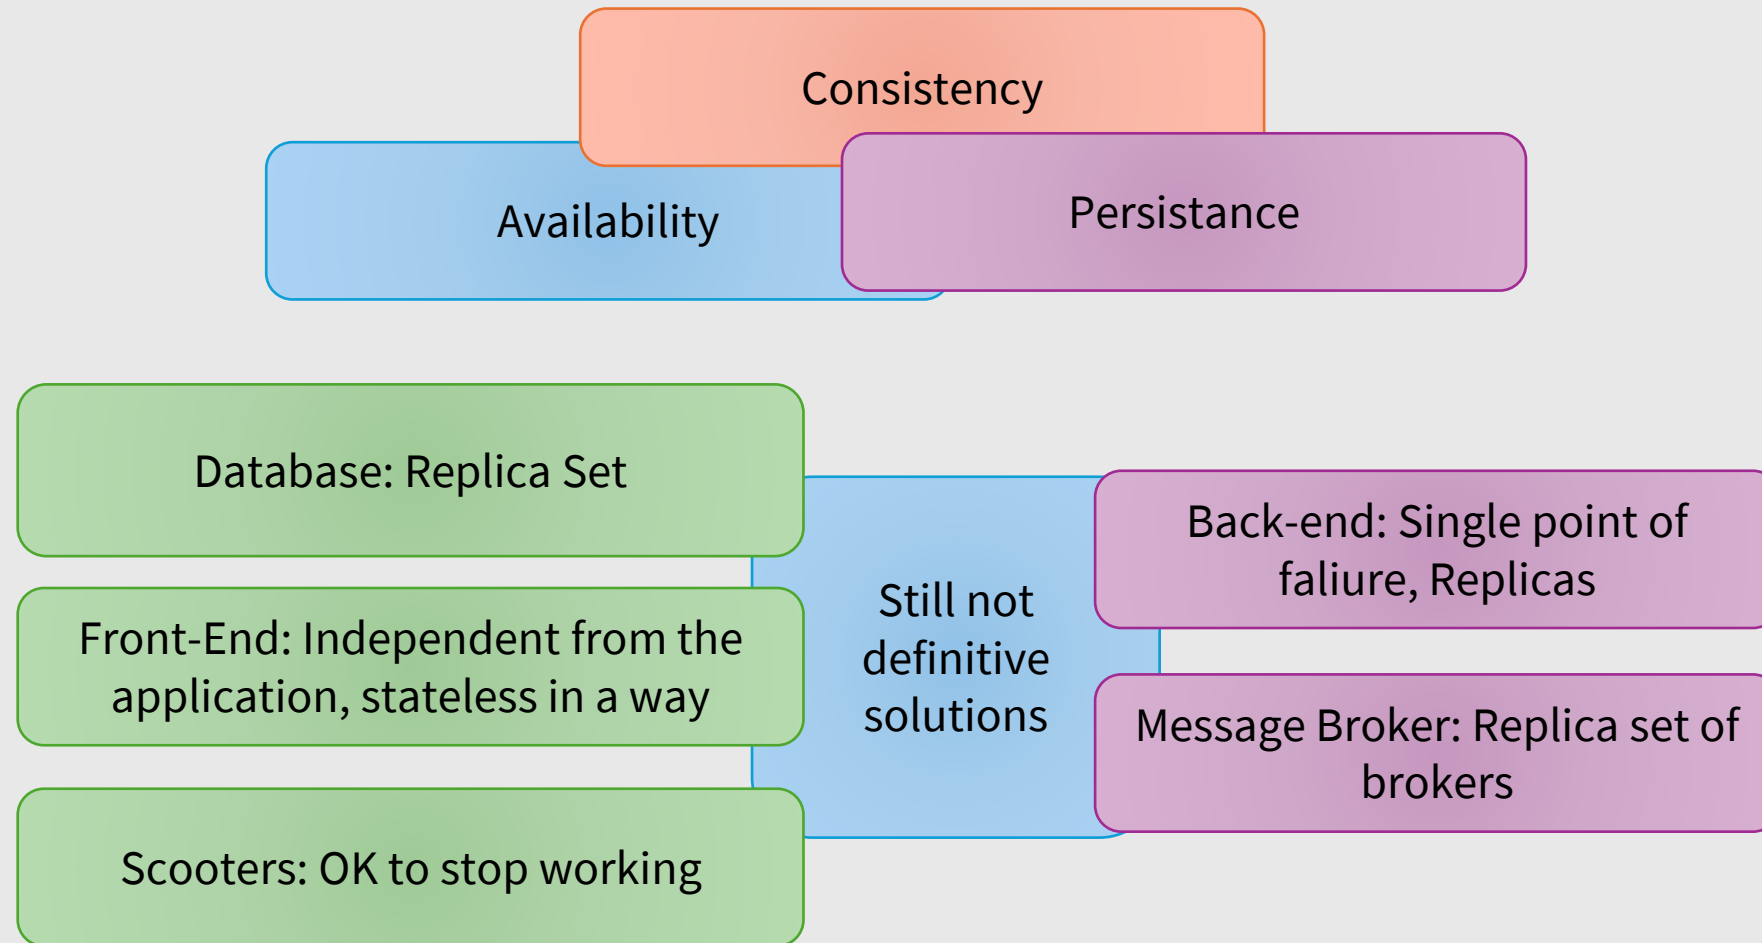 Consistency
Availability
Persistance
Database: Replica Set
Front-End: Independent from the
application, stateless in a way
Scooters: OK to stop working
Still not
definitive
solutions
Back-end: Single point of
faliure, Replicas
Message Broker: Replica set of
brokers